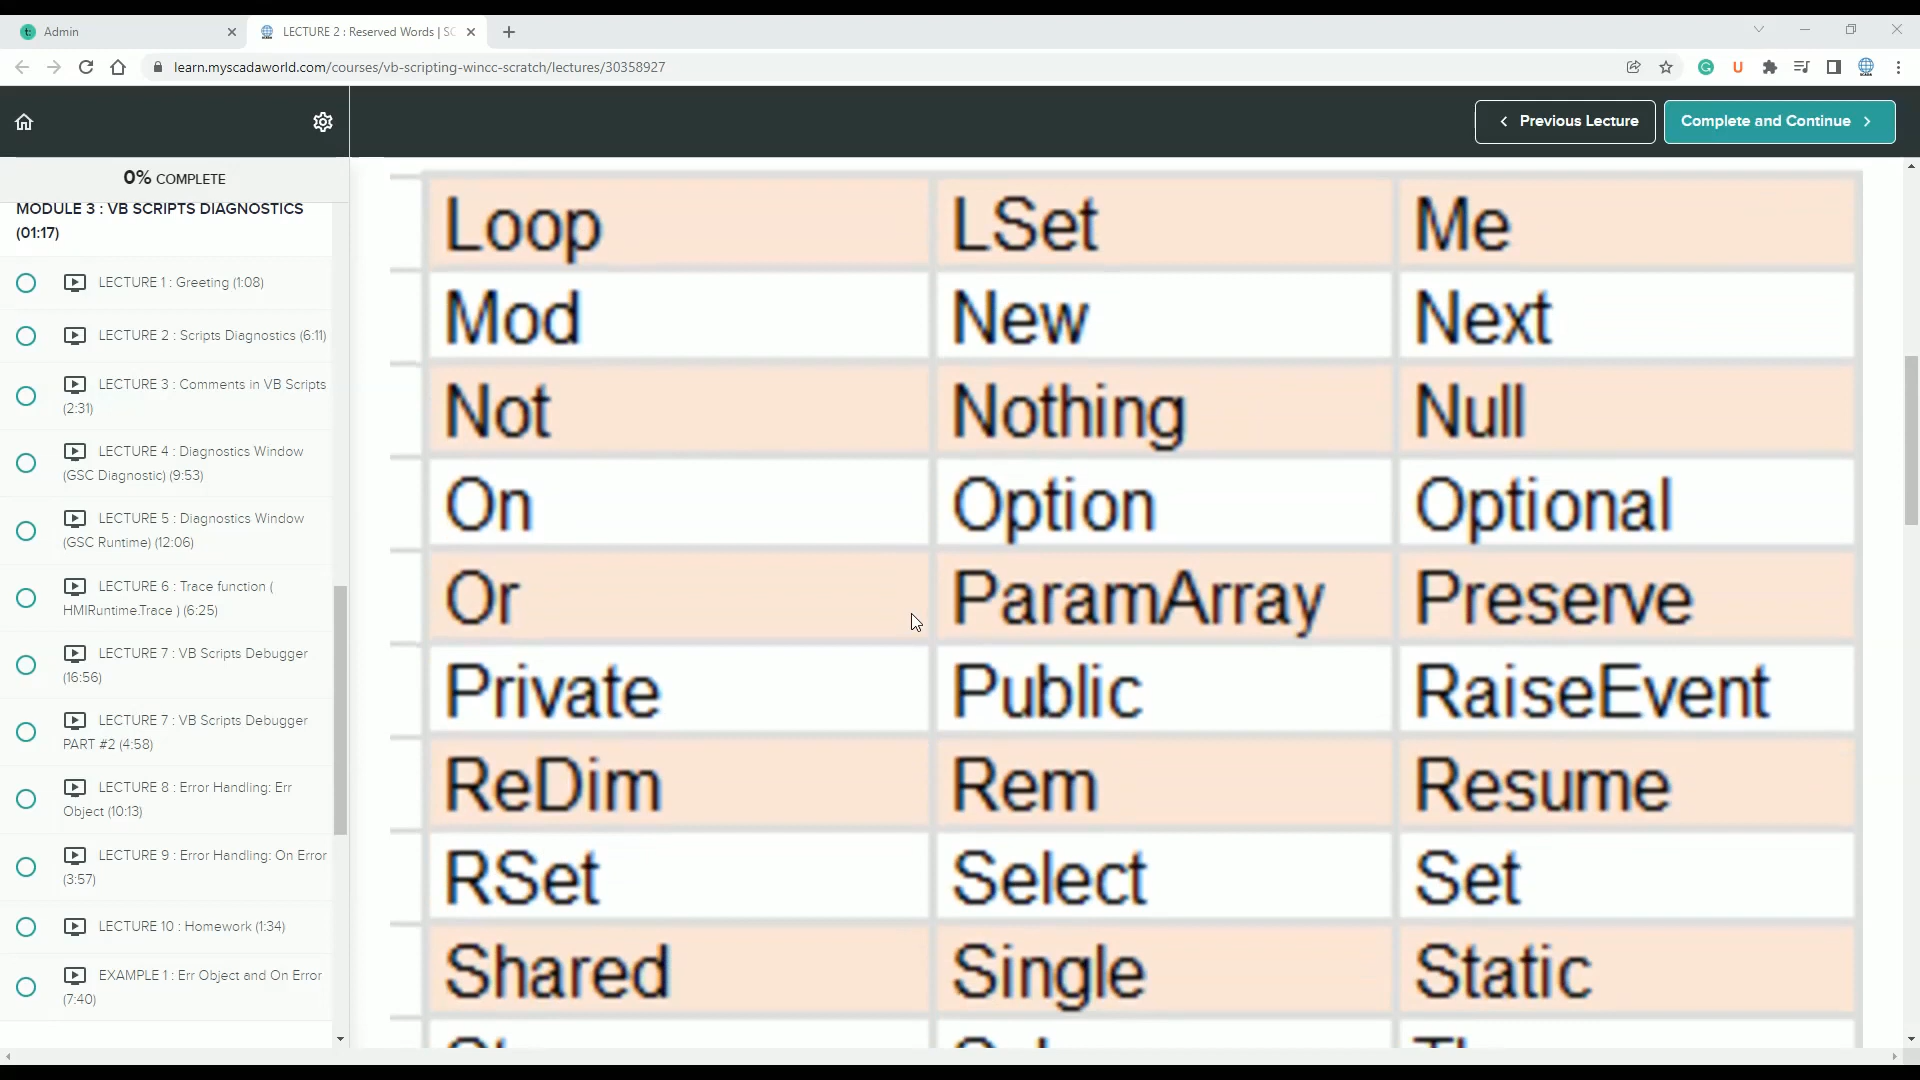 Admin
LECTURE 2 : Reserved Words | SC
learn.myscadaworld.com/courses/vb-scripting-wincc-scratch/lectures/30358927
Previous Lecture
Complete and Continue
0% COMPLETE
MODULE 3 : VB SCRIPTS DIAGNOSTICS
(01:17)
LECTURE 1 : Greeting (1:08)
LECTURE 2 : Scripts Diagnostics (6:11)
LECTURE 3 : Comments in VB Scripts
(2:31)
LECTURE 4 : Diagnostics Window
(GSC Diagnostic) (9:53)
LECTURE 5 : Diagnostics Window
(GSC Runtime) (12:06)
LECTURE 6 : Trace function (
HMIRuntime.Trace ) (6:25)
LECTURE 7 : VB Scripts Debugger
(16:56)
LECTURE 7 : VB Scripts Debugger
PART #2 (4:58)
LECTURE 8 : Error Handling: Err
Object (10:13)
LECTURE 9 : Error Handling: On Error
(3:57)
LECTURE 10 : Homework (1:34)
EXAMPLE 1 : Err Object and On Error
(7:40)
Loop LSet Me
Mod New Next
Not Nothing Null
On Option Optional
Or ParamArray Preserve
Private Public RaiseEvent
ReDim Rem Resume
RSet Select Set
Shared Single Static